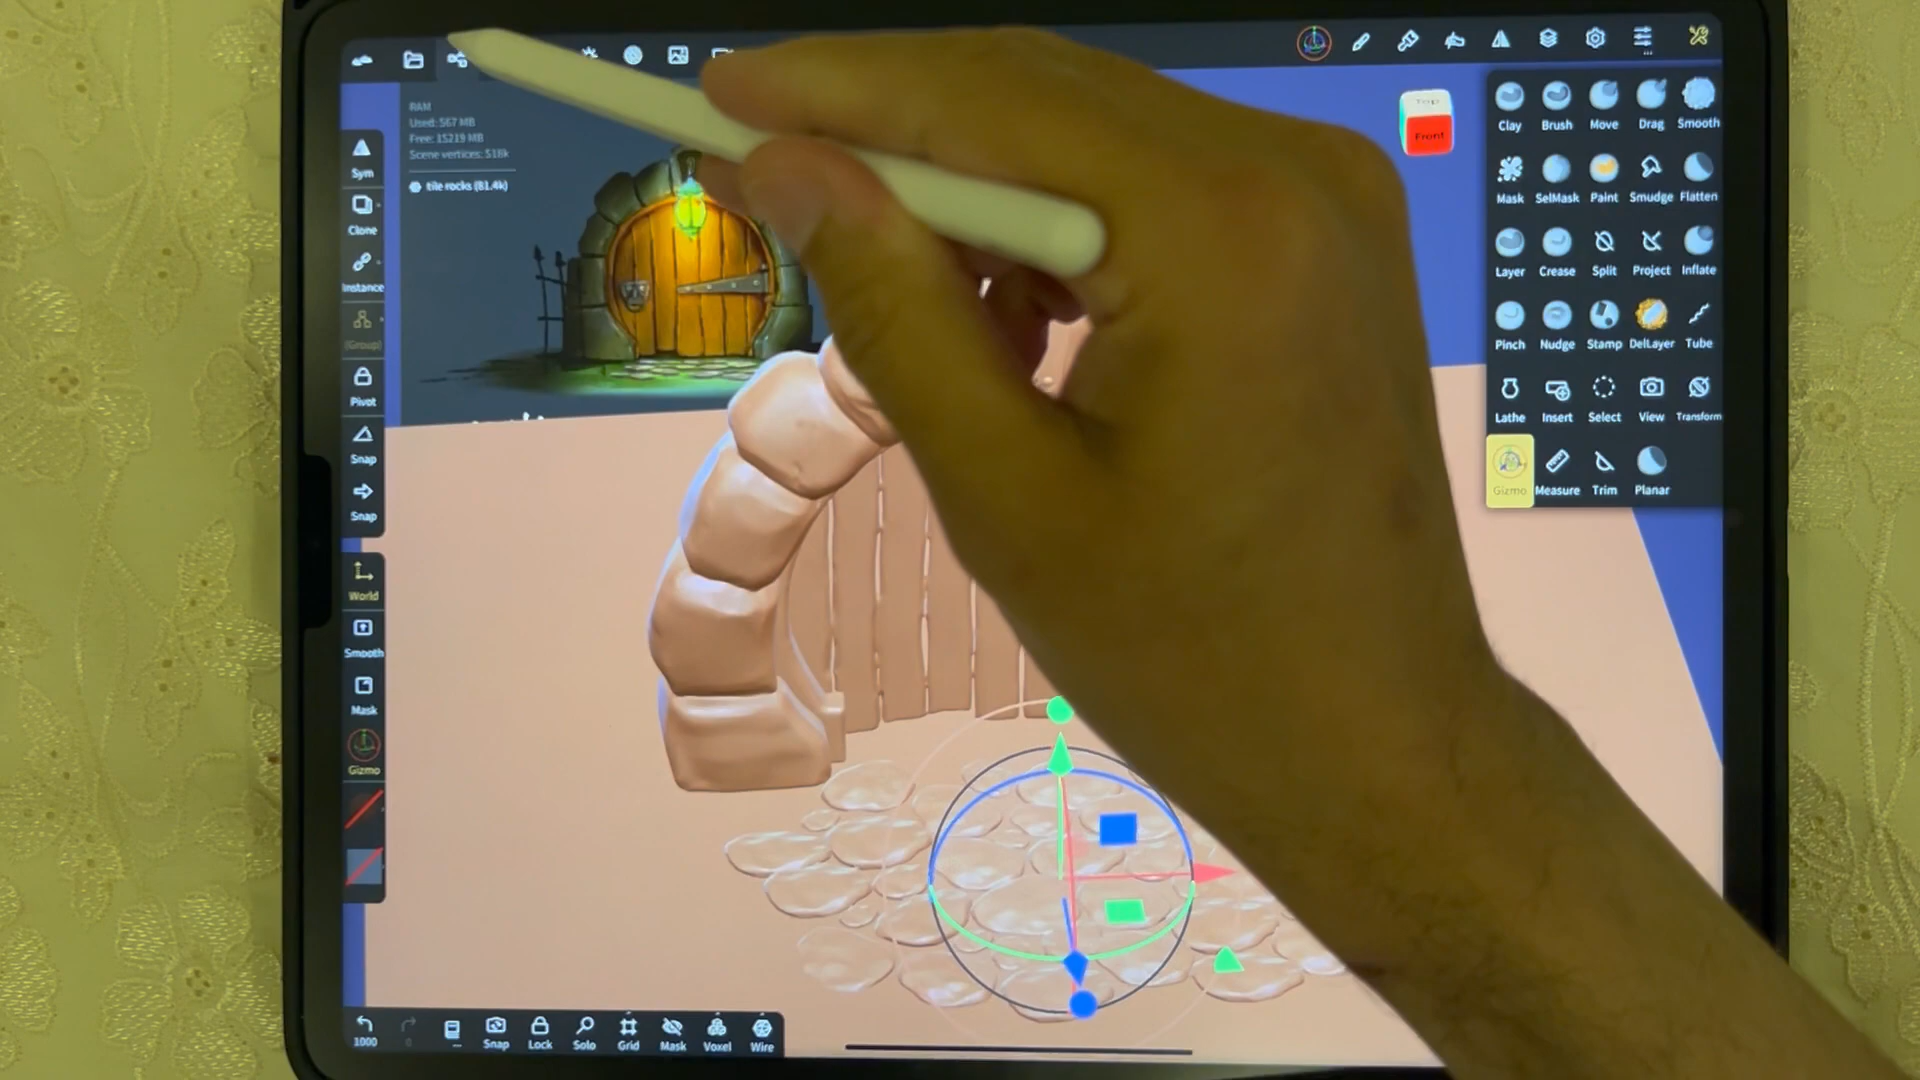 RAM
Used: 567 MB
Free: 15219 MB
Scene vertices: 518k
tile rocks (81.4k)
Sym
Clone
Instance
(Group)
Pivot
Snap
Snap
World
Smooth
Mask
Gizmo
Front
Clay Brush Move Drag Smooth
Mask SelMask Paint Smudge Flatten
Layer Crease Split Project Inflate
Pinch Nudge Stamp DelLayer Tube
Lathe Insert Select View Transform
Gizmo Measure Trim Planar
1000 0 Snap Lock Solo Grid Mask Voxel Wire